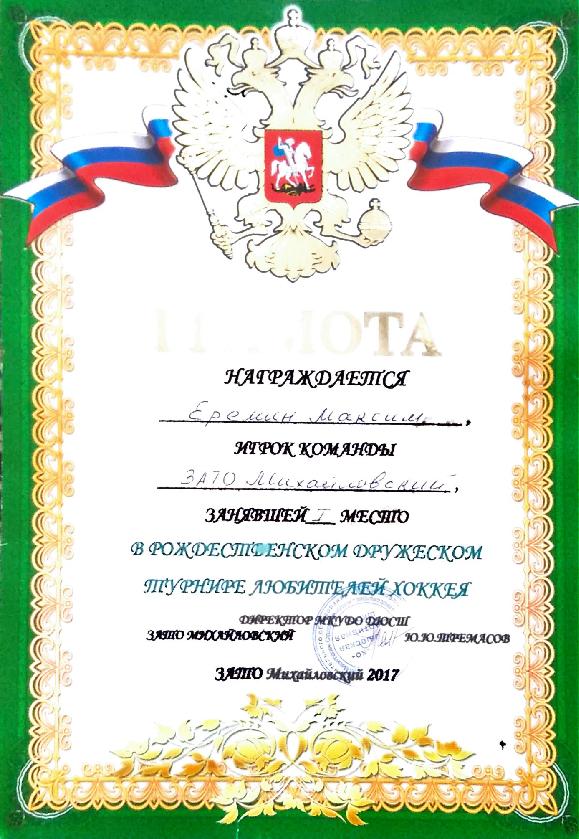 ГРАМОТА
НАГРАЖДАЕТСЯ
Еремин Максим,
ИГРОК КОМАНДЫ
ЗАТО Михайловский,
ЗАНЯВШЕЙ I МЕСТО
В РОЖДЕСТВЕНСКОМ ДРУЖЕСКОМ
ТУРНИРЕ ЛЮБИТЕЛЕЙ ХОККЕЯ
ДИРЕКТОР МКУДО ДЮСШ
ЗАТО МИХАЙЛОВСКИЙ Ю.Ю.ТРЕМАСОВ
ЗАТО Михайловский 2017